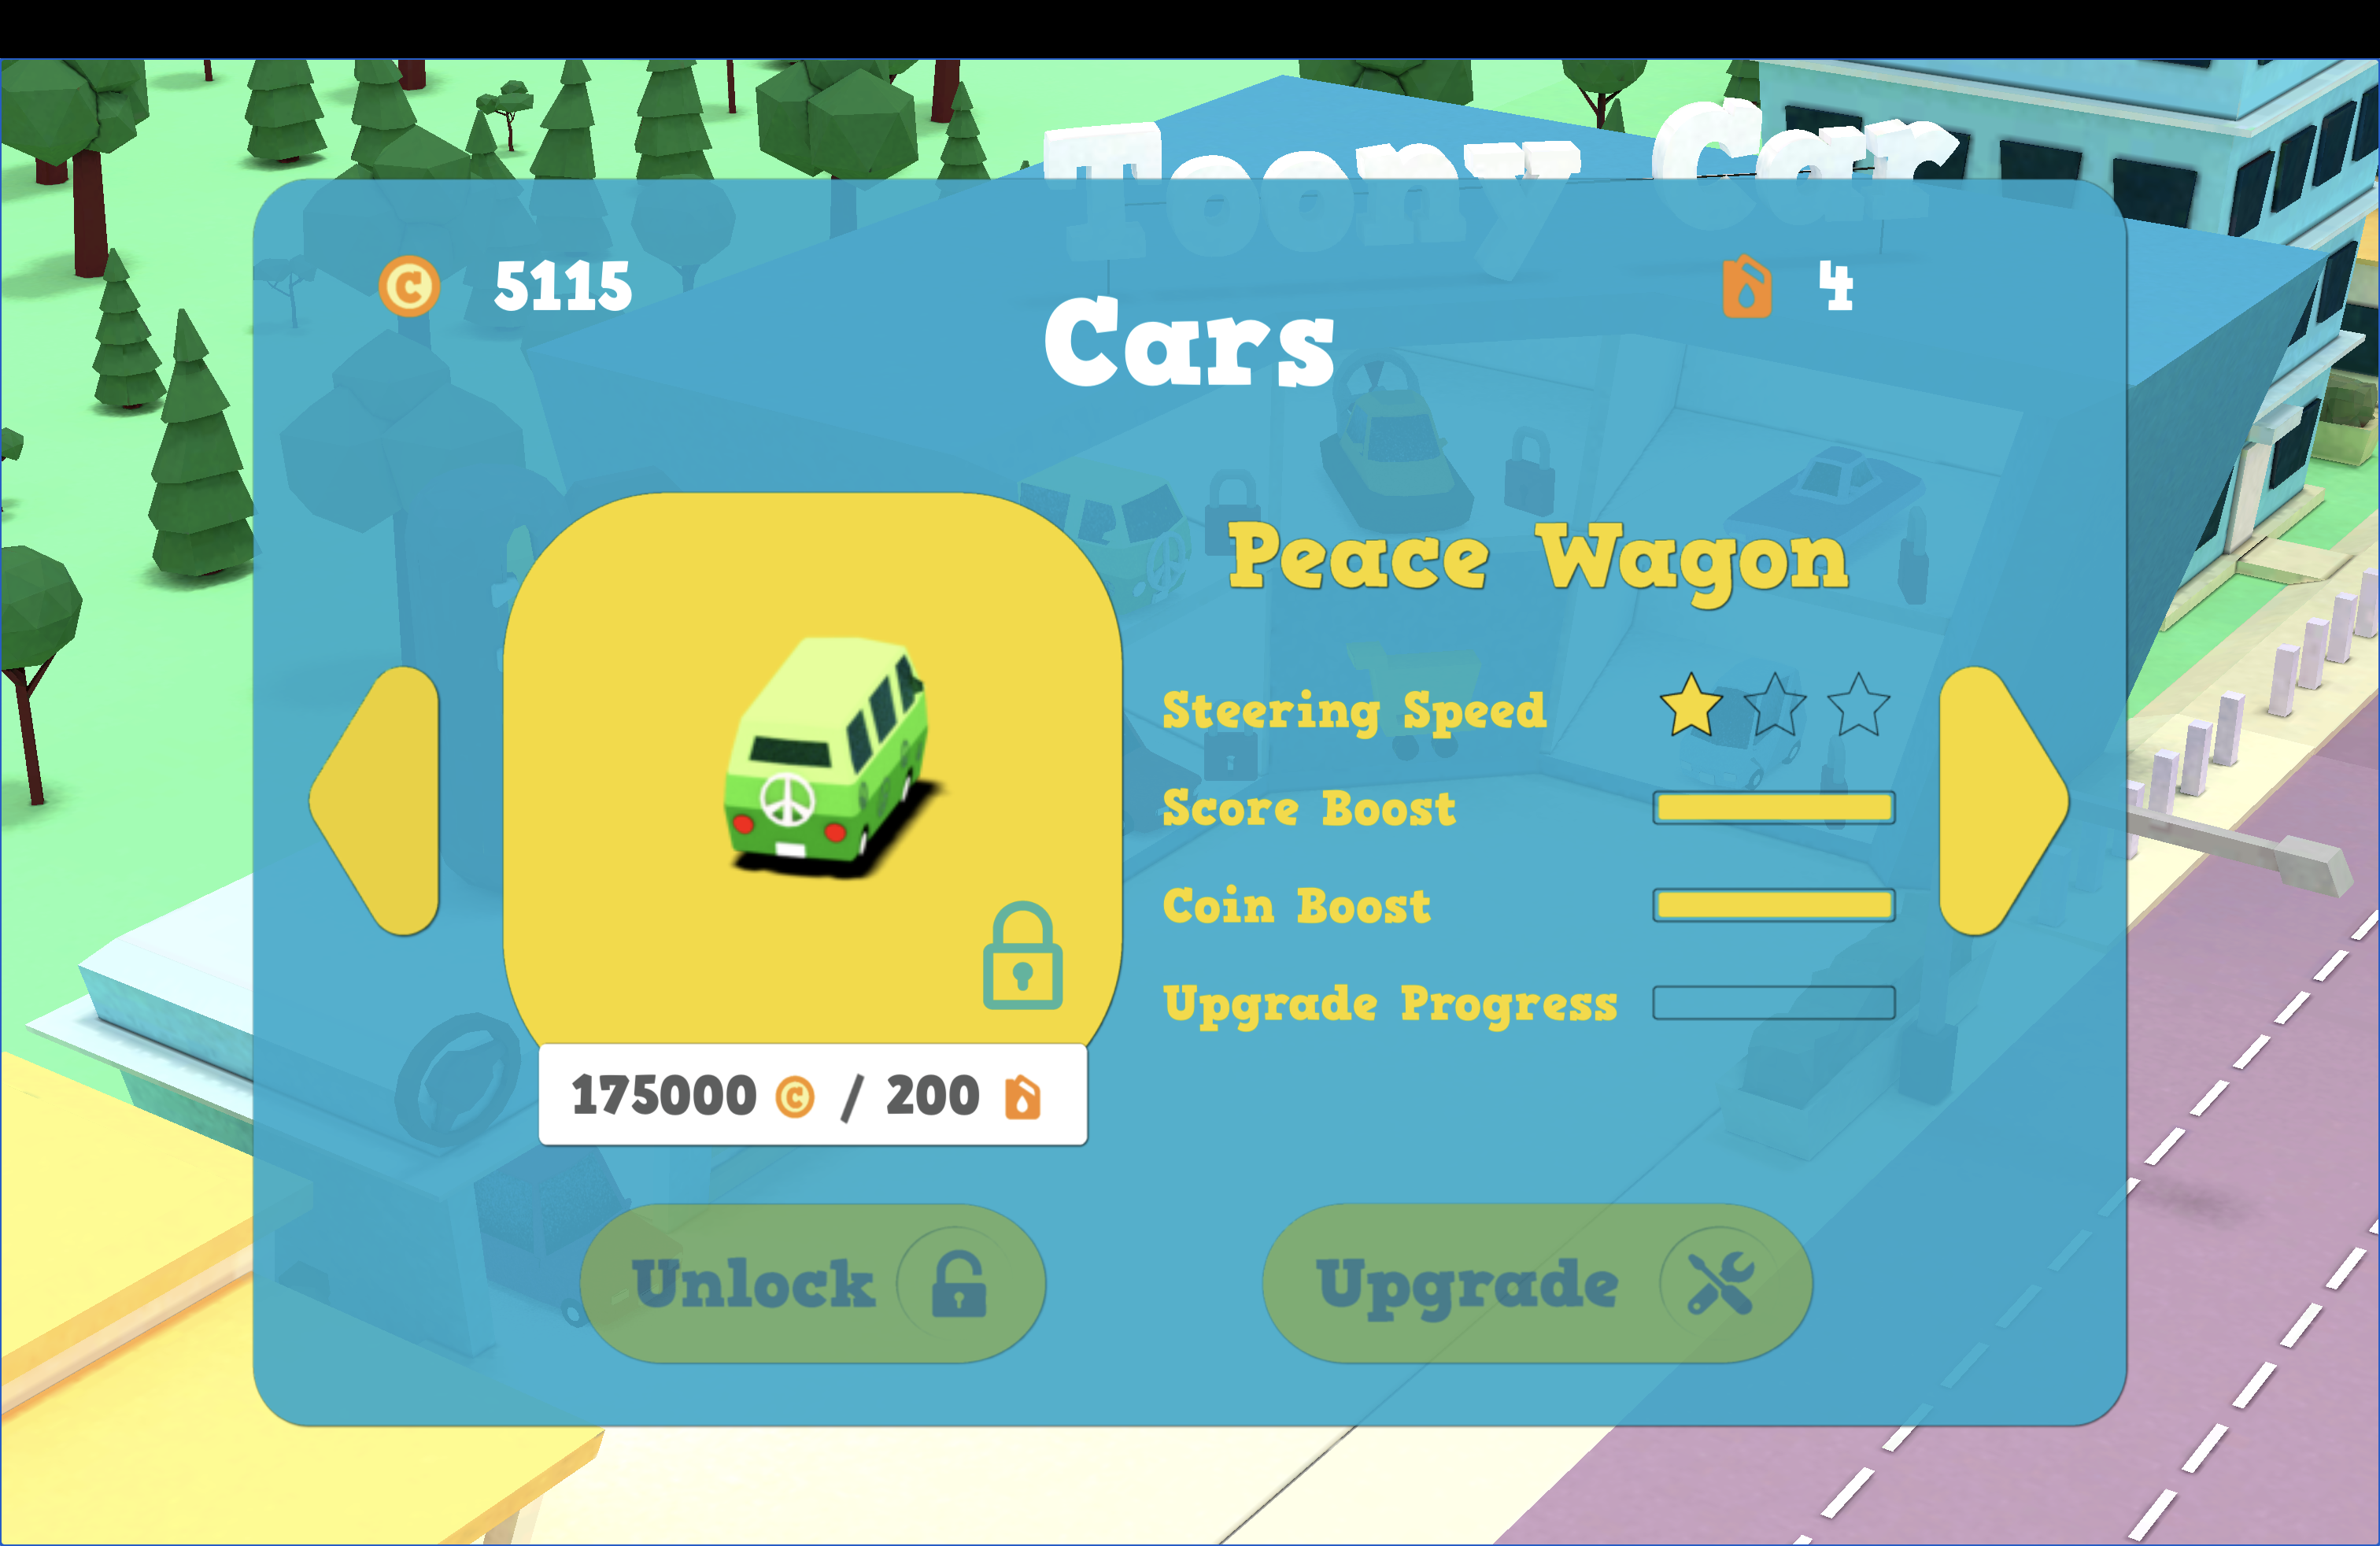 Toony Car
5115
4
Cars
Peace Wagon
Steering Speed
Score Boost
Coin Boost
Upgrade Progress
175000 C / 200
Unlock
Upgrade